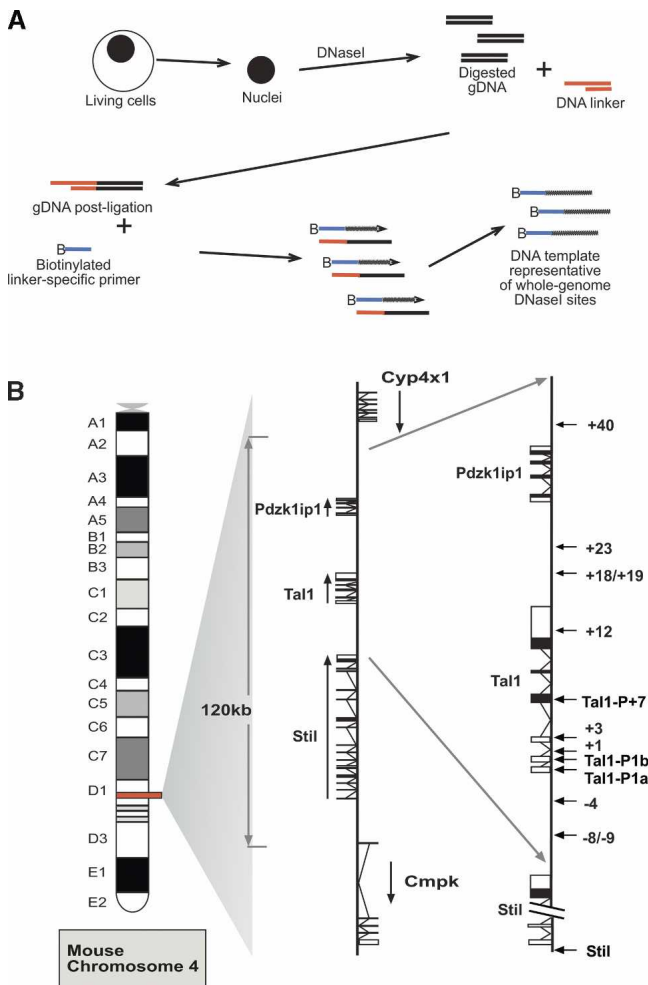 A
Living cells
Nuclei
DNaseI
Digested
gDNA
+
DNA linker
gDNA post-ligation
+
B
Biotinylated
linker-specific primer
B
B
B
B
B
B
DNA template
representative
of whole-genome
DNaseI sites
B
A1
A2
A3
A4
A5
B1
B2
B3
C1
C2
C3
C4
C5
C6
C7
D1
D3
E1
E2
Mouse
Chromosome 4
120kb
Cyp4x1
Pdzk1ip1
Tal1
Stil
Cmpk
+40
Pdzk1ip1
+23
+18/+19
+12
Tal1
Tal1-P+7
+3
+1
Tal1-P1b
Tal1-P1a
-4
-8/-9
Stil
Stil